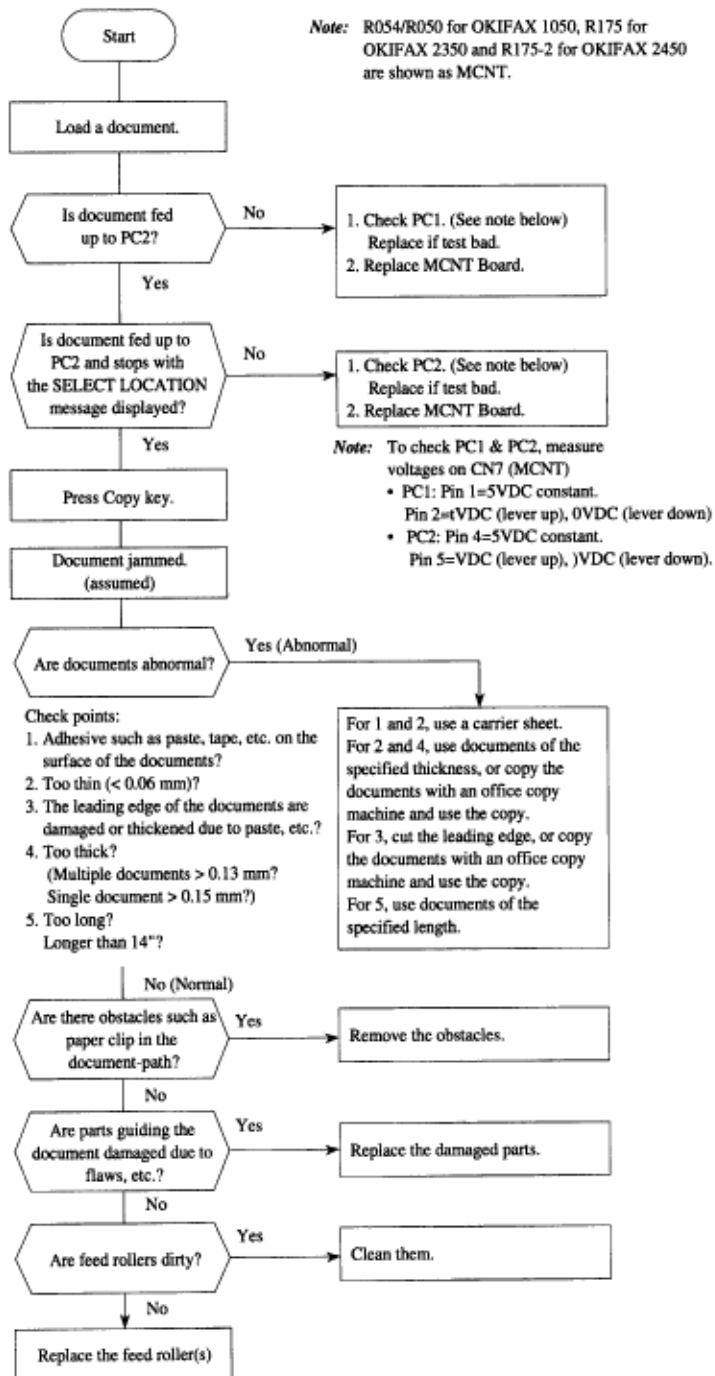 Start
Note: R054/R050 for OKIFAX 1050, R175 for
OKIFAX 2350 and R175-2 for OKIFAX 2450
are shown as MCNT.
Load a document.
Is document fed
up to PC2?
No
1. Check PC1. (See note below)
Replace if test bad.
2. Replace MCNT Board.
Yes
Is document fed up to
PC2 and stops with
the SELECT LOCATION
message displayed?
No
1. Check PC2. (See note below)
Replace if test bad.
2. Replace MCNT Board.
Yes
Note: To check PC1 & PC2, measure
voltages on CN7 (MCNT)
• PC1: Pin 1=5VDC constant.
Pin 2=tVDC (lever up), 0VDC (lever down)
• PC2: Pin 4=5VDC constant.
Pin 5=VDC (lever up), )VDC (lever down).
Press Copy key.
Document jammed.
(assumed)
Are documents abnormal?
Yes (Abnormal)
Check points:
1. Adhesive such as paste, tape, etc. on the
surface of the documents?
2. Too thin (< 0.06 mm)?
3. The leading edge of the documents are
damaged or thickened due to paste, etc.?
4. Too thick?
(Multiple documents > 0.13 mm?
Single document > 0.15 mm?)
5. Too long?
Longer than 14"?
For 1 and 2, use a carrier sheet.
For 2 and 4, use documents of the
specified thickness, or copy the
documents with an office copy
machine and use the copy.
For 3, cut the leading edge, or copy
the documents with an office copy
machine and use the copy.
For 5, use documents of the
specified length.
No (Normal)
Are there obstacles such as
paper clip in the
document-path?
Yes
Remove the obstacles.
No
Are parts guiding the
document damaged due to
flaws, etc.?
Yes
Replace the damaged parts.
No
Are feed rollers dirty?
Yes
Clean them.
No
Replace the feed roller(s)